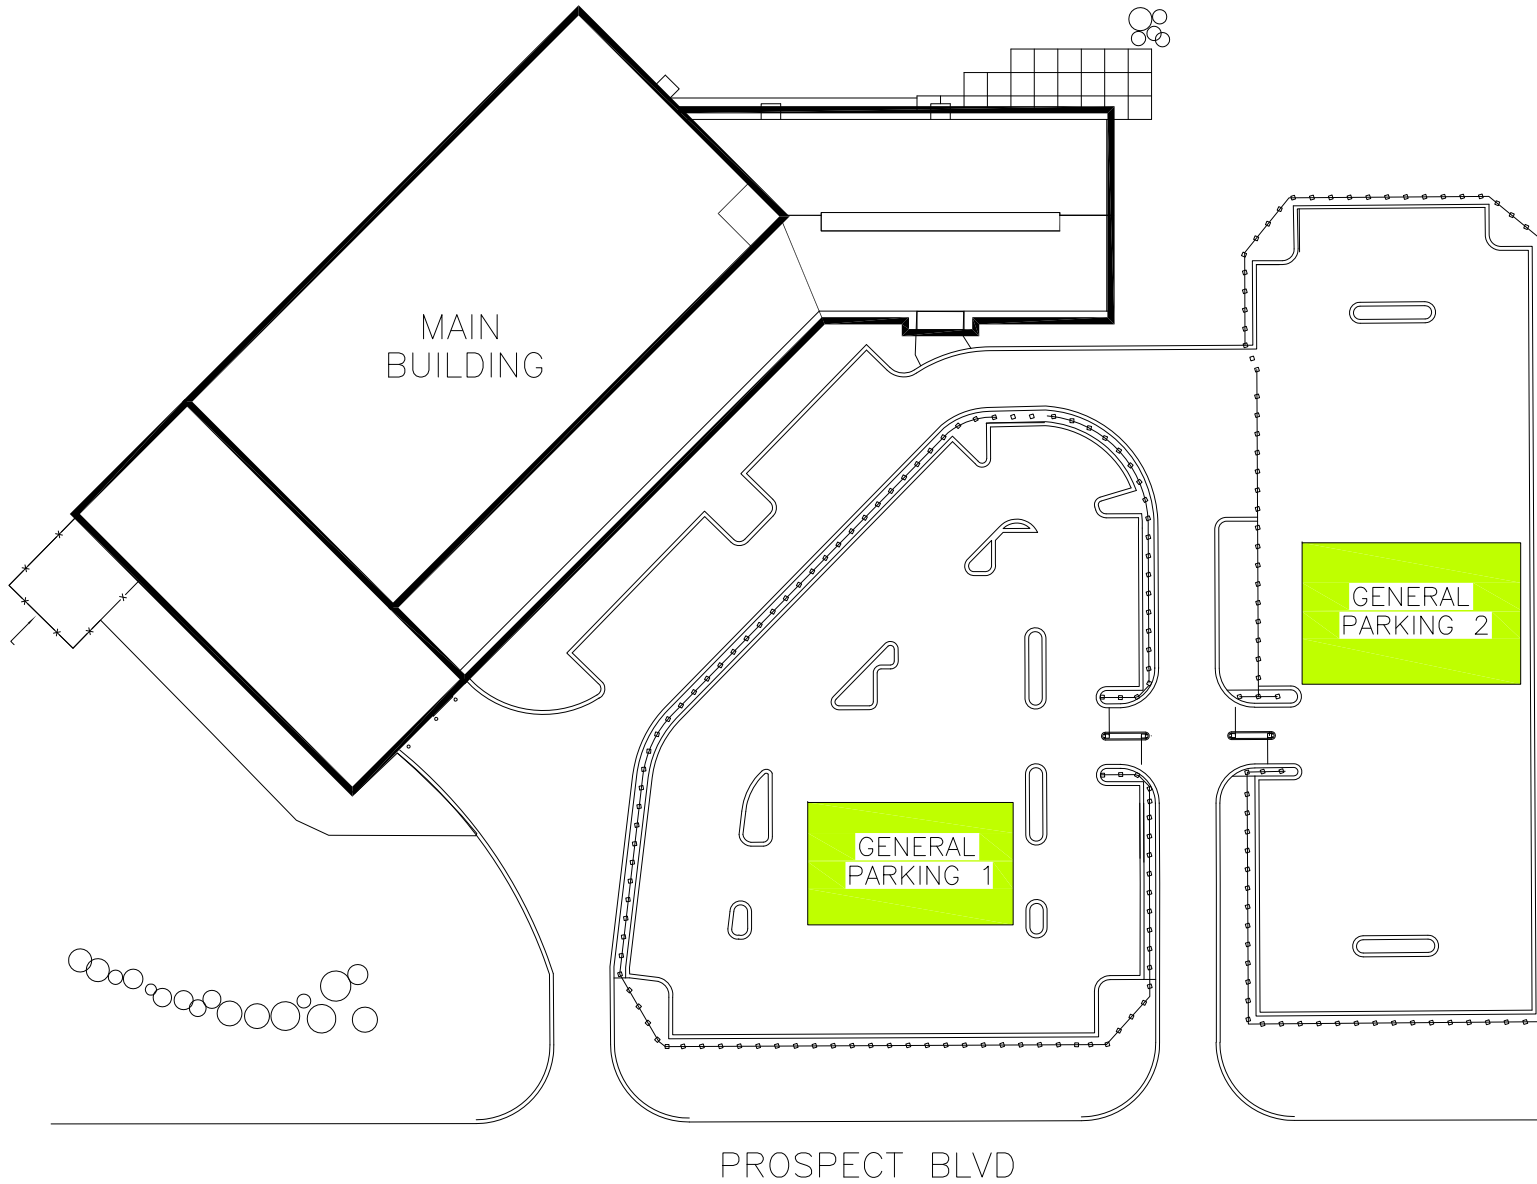 MAIN
BUILDING
GENERAL
PARKING 2
GENERAL
PARKING 1
PROSPECT BLVD